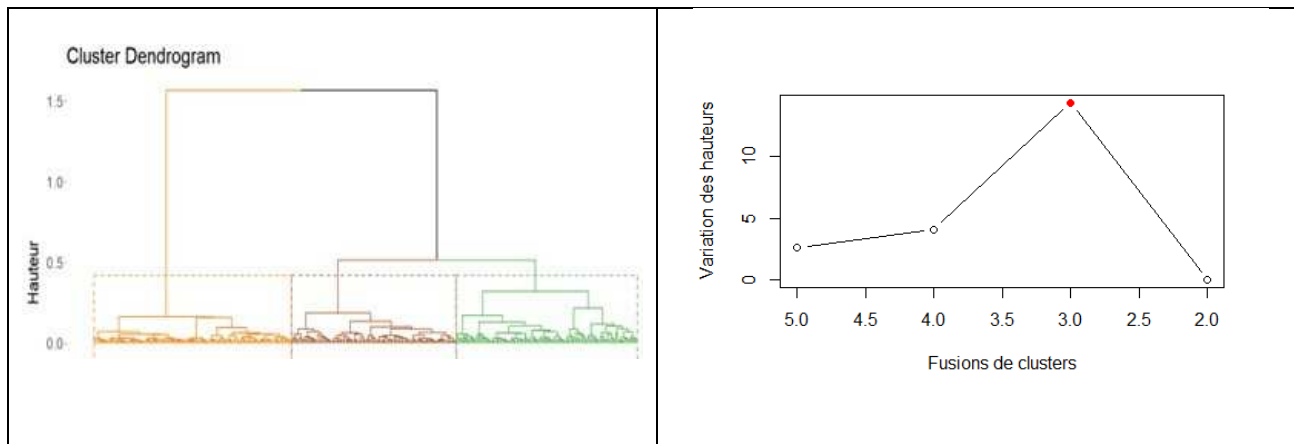 Cluster Dendrogram
Hauteur
1.5
1.0
0.5
0.0
Variation des hauteurs
10
5
0
5.0 4.5 4.0 3.5 3.0 2.5 2.0
Fusions de clusters